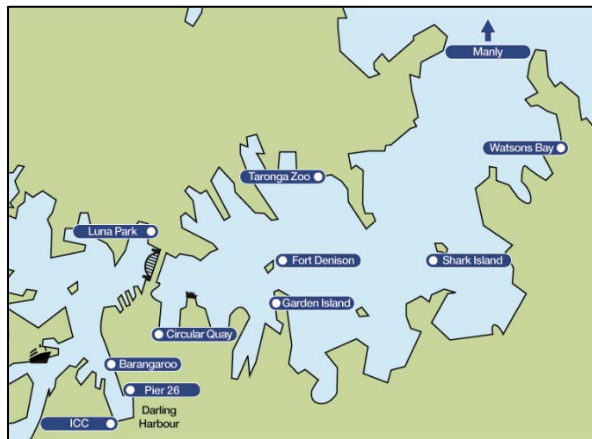 Manly
Watsons Bay
Taronga Zoo
Luna Park
Fort Denison
Shark Island
Garden Island
Circular Quay
Barangaroo
Pier 26
Darling
Harbour
ICC